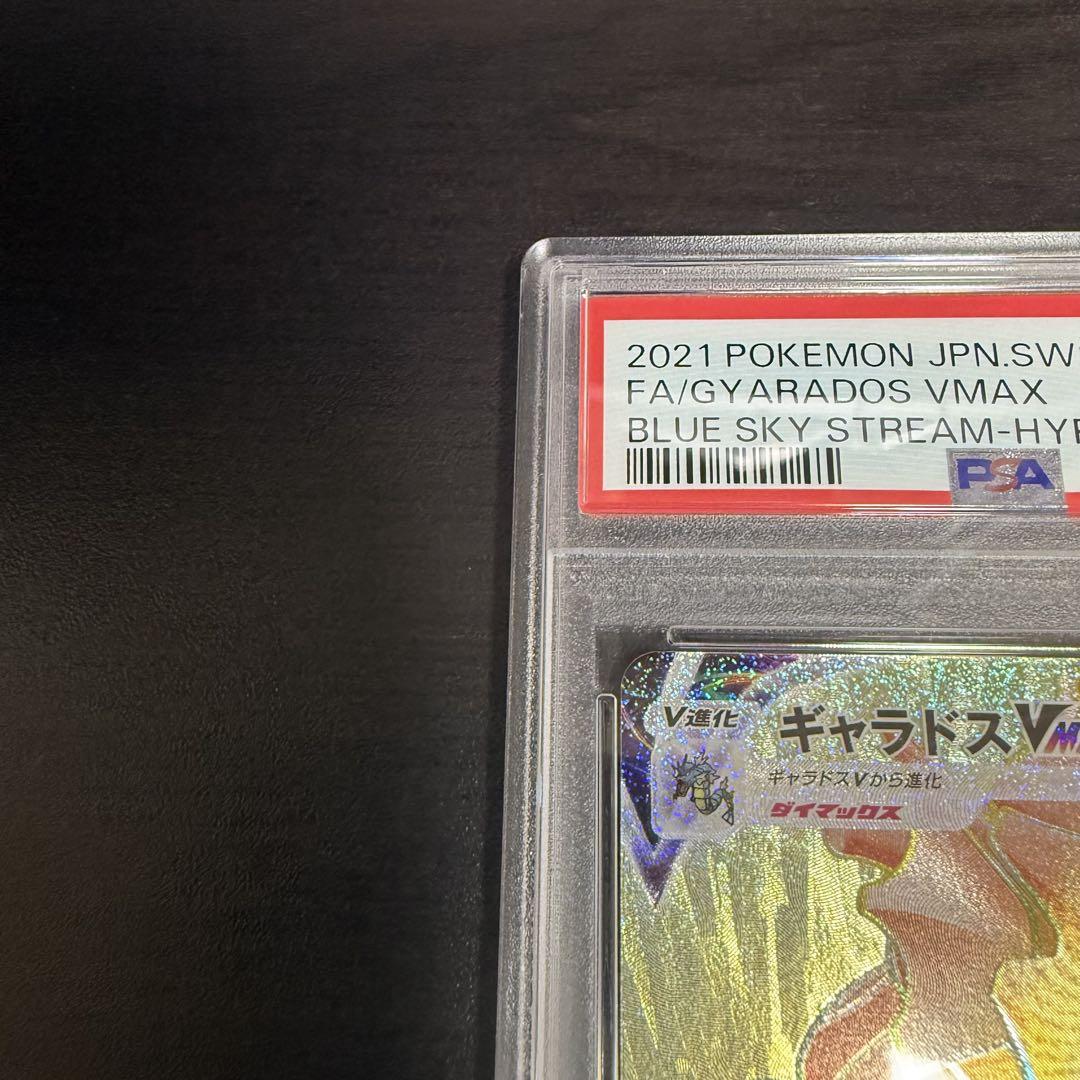 2021 POKEMON JPN.SW
FA/GYARADOS VMAX
BLUE SKY STREAM-HY
PSA
V進化
ギャラドスVM
ギャラドスVから進化
ダイマックス